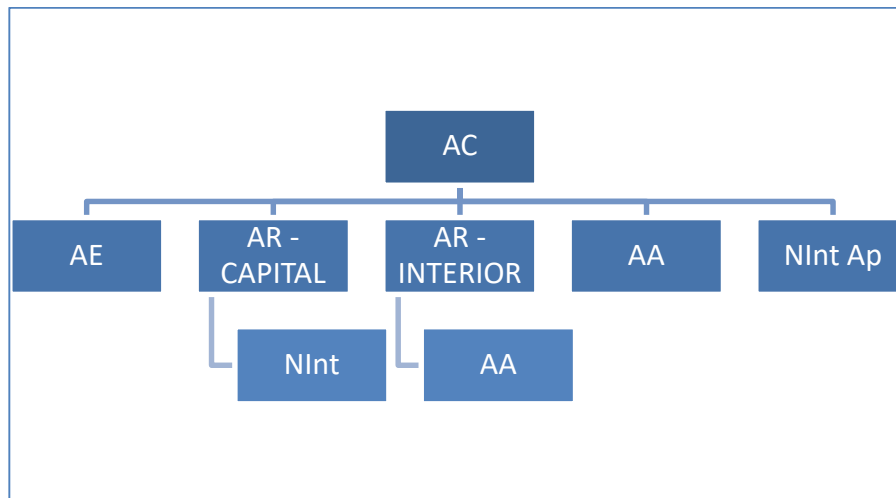 AC
AE
AR -
CAPITAL
AR -
INTERIOR
AA
NInt Ap
NInt
AA